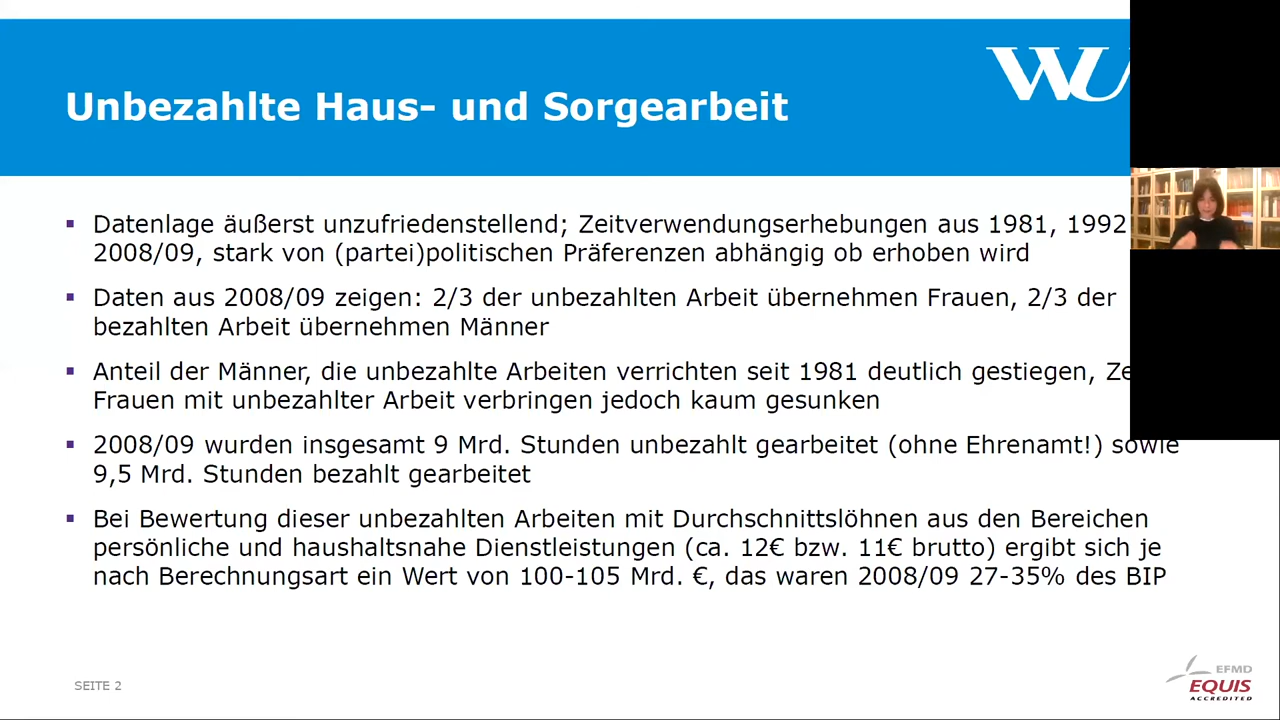 WU
Unbezahlte Haus- und Sorgearbeit
▪ Datenlage äußerst unzufriedenstellend; Zeitverwendungserhebungen aus 1981, 1992
2008/09, stark von (partei)politischen Präferenzen abhängig ob erhoben wird
▪ Daten aus 2008/09 zeigen: 2/3 der unbezahlten Arbeit übernehmen Frauen, 2/3 der
bezahlten Arbeit übernehmen Männer
▪ Anteil der Männer, die unbezahlte Arbeiten verrichten seit 1981 deutlich gestiegen,
Frauen mit unbezahlter Arbeit verbringen jedoch kaum gesunken
▪ 2008/09 wurden insgesamt 9 Mrd. Stunden unbezahlt gearbeitet (ohne Ehrenamt!) sowie
9,5 Mrd. Stunden bezahlt gearbeitet
▪ Bei Bewertung dieser unbezahlten Arbeiten mit Durchschnittslöhnen aus den Bereichen
persönliche und haushaltsnahe Dienstleistungen (ca. 12€ bzw. 11€ brutto) ergibt sich je
nach Berechnungsart ein Wert von 100-105 Mrd. €, das waren 2008/09 27-35% des BIP
SEITE 2
EFMD
EQUIS
ACCREDITED